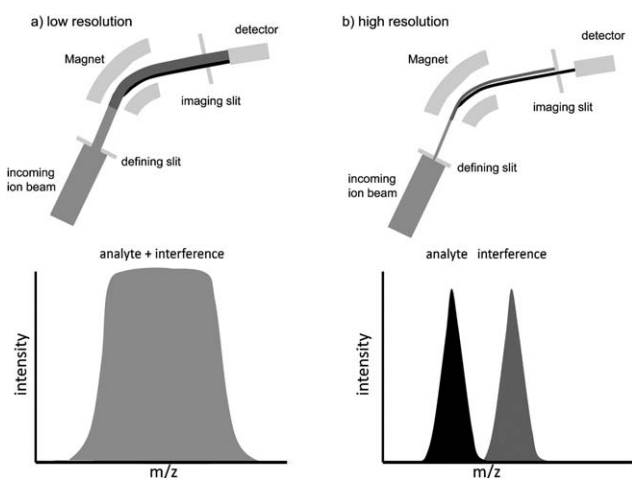 a) low resolution
detector
Magnet
imaging slit
defining slit
incoming
ion beam
analyte + interference
intensity
m/z
b) high resolution
detector
Magnet
imaging slit
defining slit
incoming
ion beam
analyte interference
intensity
m/z